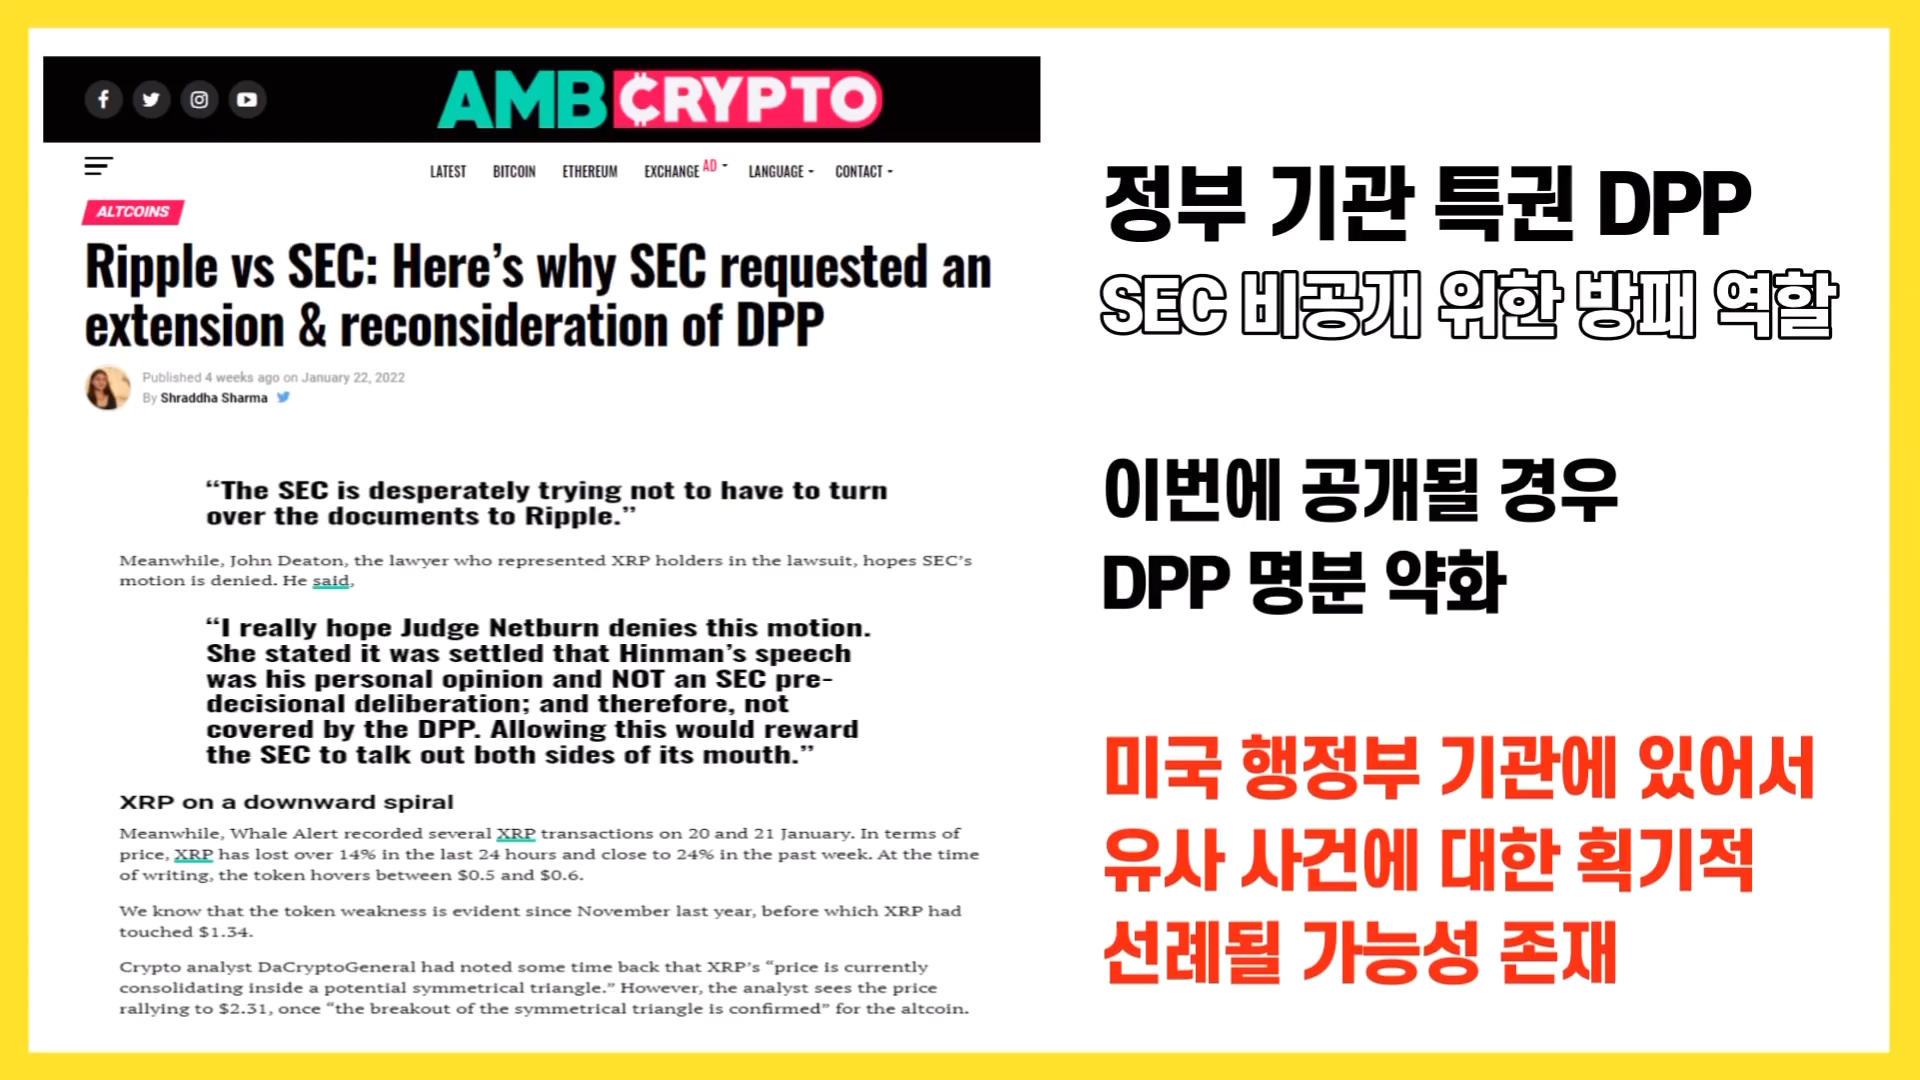 AMBCRYPTO
LATEST BITCOIN ETHEREUM EXCHANGE AD LANGUAGE CONTACT
ALTCOINS
Ripple vs SEC: Here’s why SEC requested an
extension & reconsideration of DPP
Published 4 weeks ago on January 22, 2022
By Shraddha Sharma
“The SEC is desperately trying not to have to turn
over the documents to Ripple.”
Meanwhile, John Deaton, the lawyer who represented XRP holders in the lawsuit, hopes SEC’s
motion is denied. He said,
“I really hope Judge Netburn denies this motion.
She stated it was settled that Hinman’s speech
was his personal opinion and NOT an SEC pre-
decisional deliberation; and therefore, not
covered by the DPP. Allowing this would reward
the SEC to talk out both sides of its mouth.”
XRP on a downward spiral
Meanwhile, Whale Alert recorded several XRP transactions on 20 and 21 January. In terms of
price, XRP has lost over 14% in the last 24 hours and close to 24% in the past week. At the time
of writing, the token hovers between $0.5 and $0.6.
We know that the token weakness is evident since November last year, before which XRP had
touched $1.34.
Crypto analyst DaCryptoGeneral had noted some time back that XRP’s “price is currently
consolidating inside a potential symmetrical triangle.” However, the analyst sees the price
rallying to $2.31, once “the breakout of the symmetrical triangle is confirmed” for the altcoin.
정부 기관 특권 DPP
SEC 비공개 위한 방패 역할
이번에 공개될 경우
DPP 명분 약화
미국 행정부 기관에 있어서
유사 사건에 대한 획기적
선례될 가능성 존재